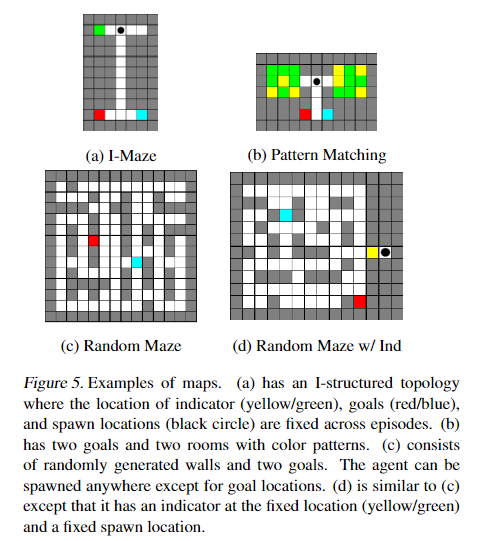 (a) I-Maze
(b) Pattern Matching
(c) Random Maze
(d) Random Maze w/ Ind
Figure 5. Examples of maps. (a) has an I-structured topology
where the location of indicator (yellow/green), goals (red/blue),
and spawn locations (black circle) are fixed across episodes. (b)
has two goals and two rooms with color patterns. (c) consists
of randomly generated walls and two goals. The agent can be
spawned anywhere except for goal locations. (d) is similar to (c)
except that it has an indicator at the fixed location (yellow/green)
and a fixed spawn location.